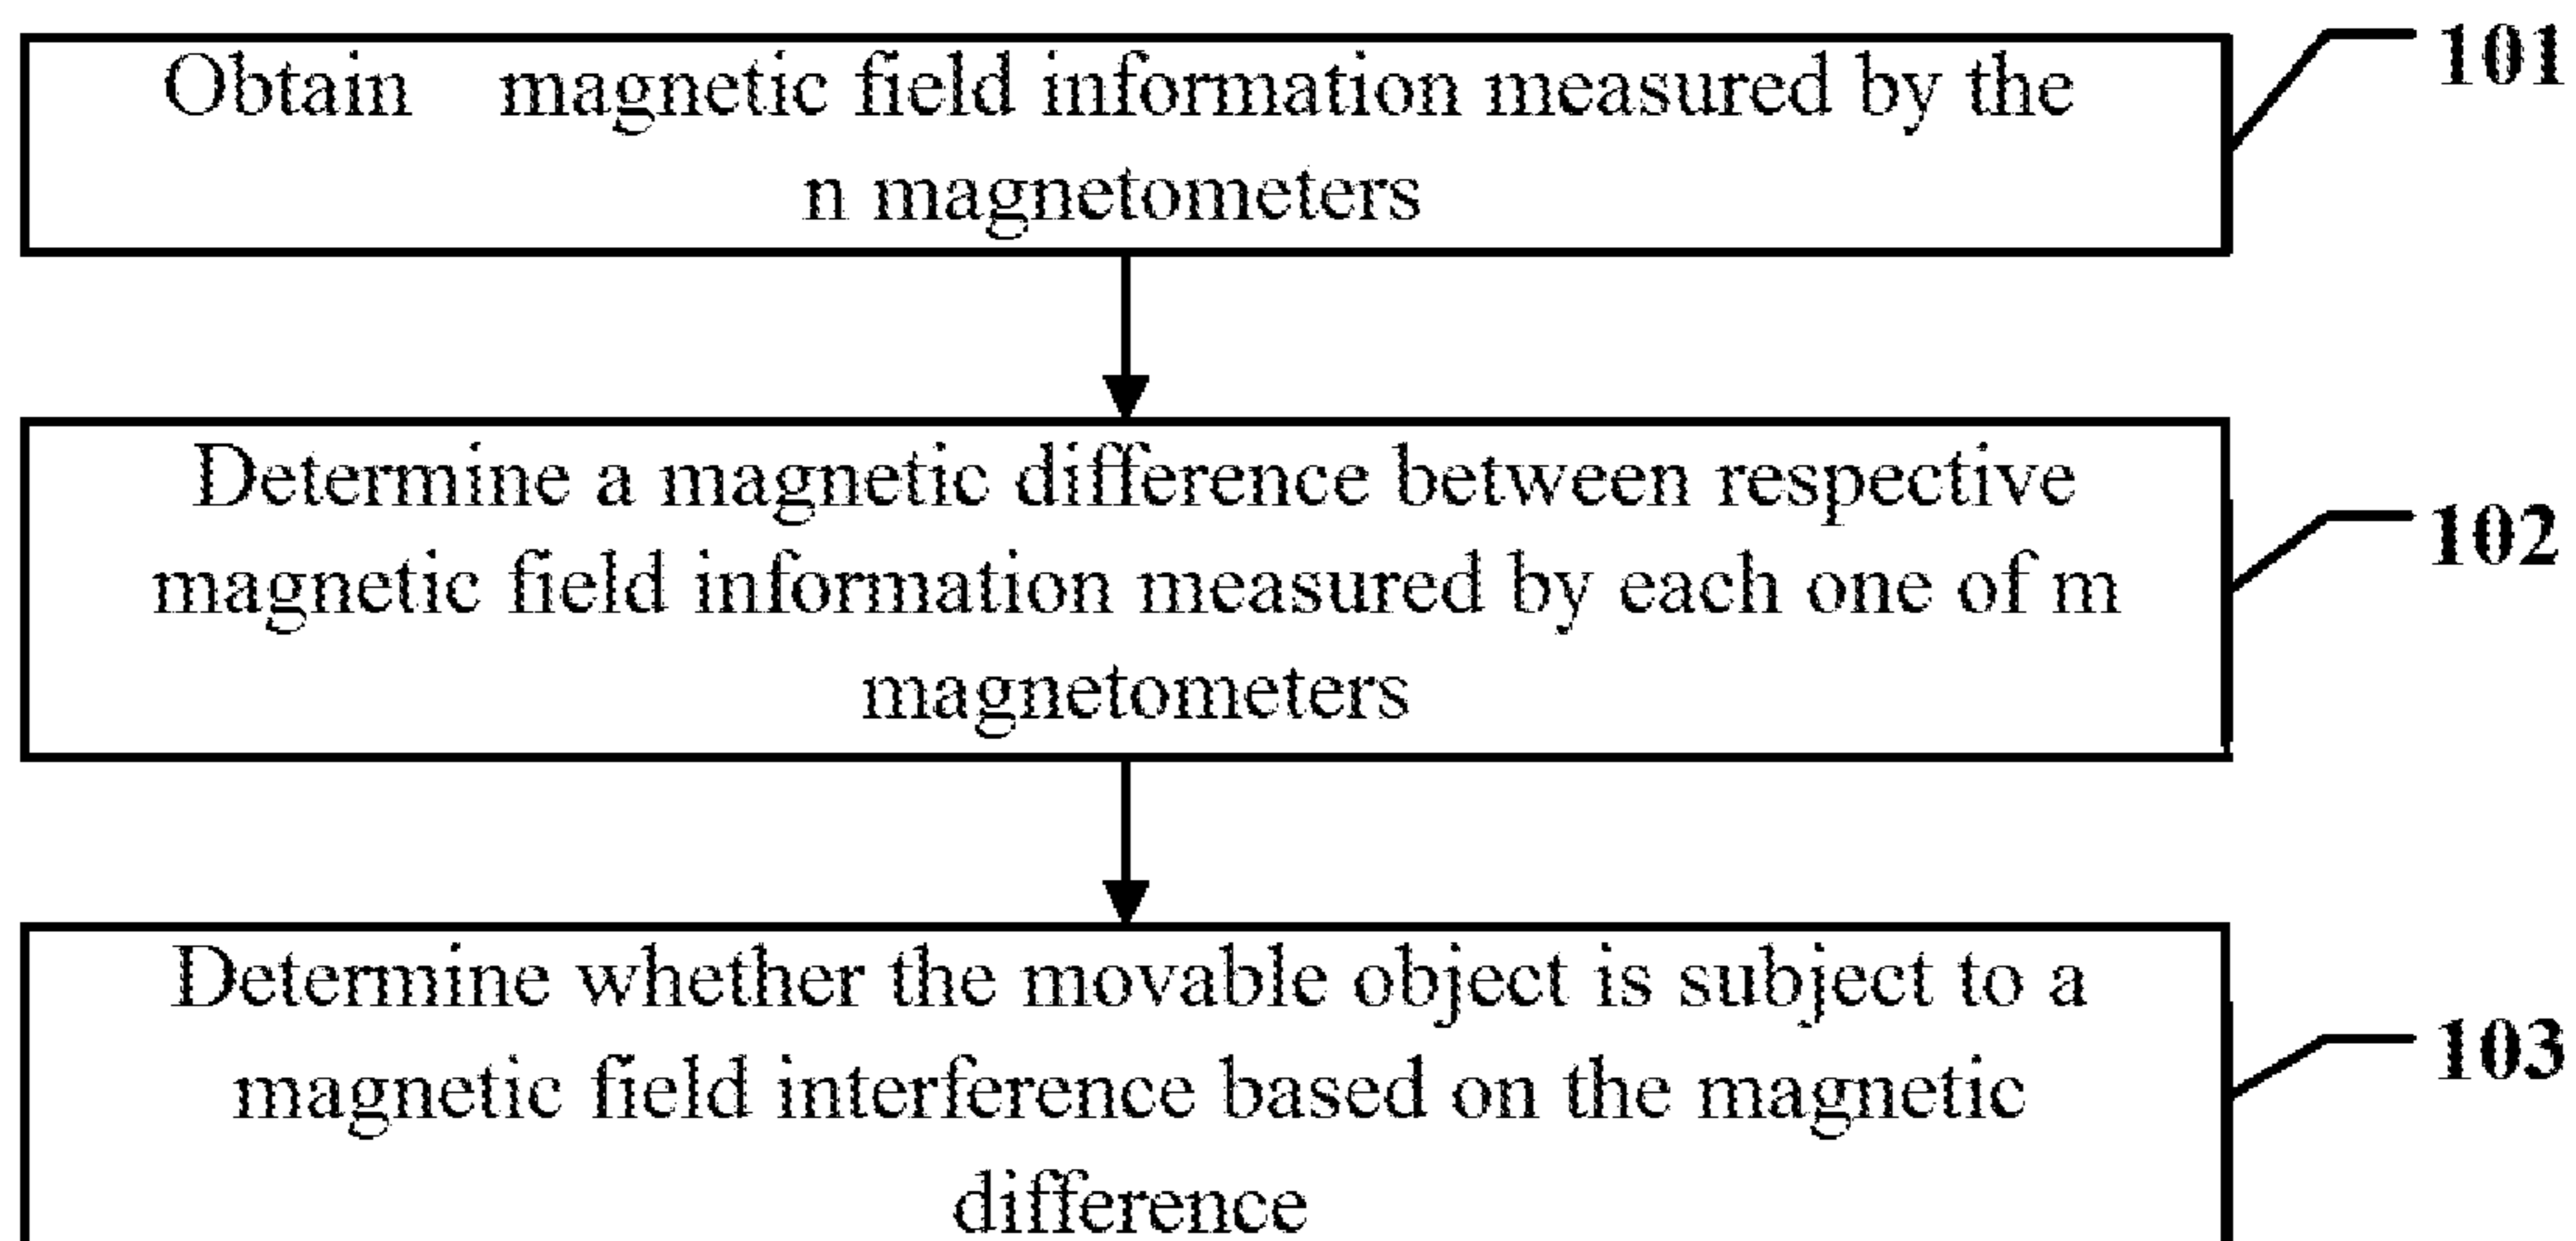 Obtain magnetic field information measured by the
n magnetometers
101
Determine a magnetic difference between respective
magnetic field information measured by each one of m
magnetometers
102
Determine whether the movable object is subject to a
magnetic field interference based on the magnetic
difference
103